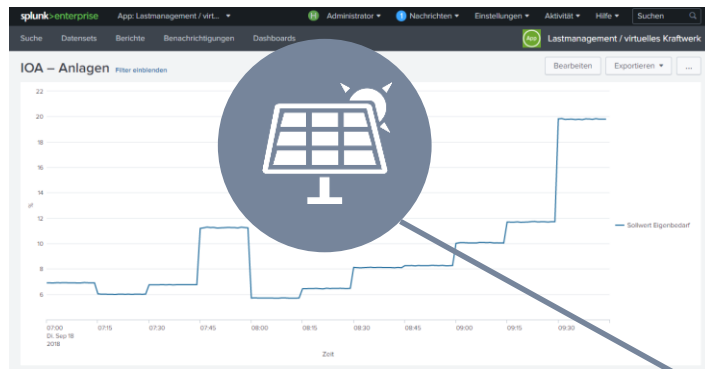 splunk>enterprise App: Lastmanagement / virt... H Administrator 1 Nachrichten Einstellungen Aktivität Hilfe Suchen
Suche Datensets Berichte Benachrichtigungen Dashboards App Lastmanagement / virtuelles Kraftwerk
IOA – Anlagen Filter einblenden Bearbeiten Exportieren ...
22
20
18
16
14
%
12
Sollwert Eigenbedarf
10
8
6
07:00 07:15 07:30 07:45 08:00 08:15 08:30 08:45 09:00 09:15 09:30
Di. Sep 18
2018
Zeit